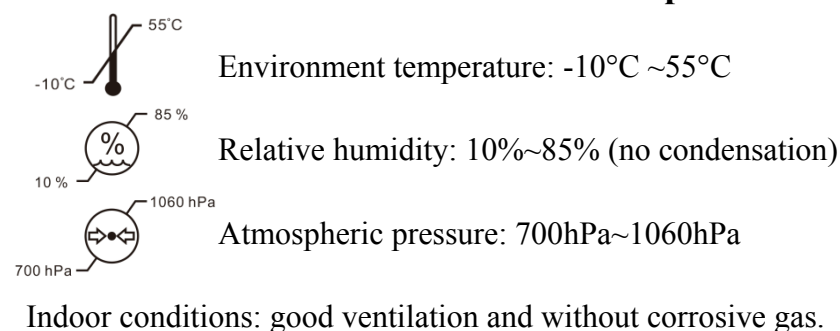 55°C
-10°C
Environment temperature: -10°C ~55°C
85 %
%
10 %
Relative humidity: 10%~85% (no condensation)
1060 hPa
700 hPa
Atmospheric pressure: 700hPa~1060hPa
Indoor conditions: good ventilation and without corrosive gas.